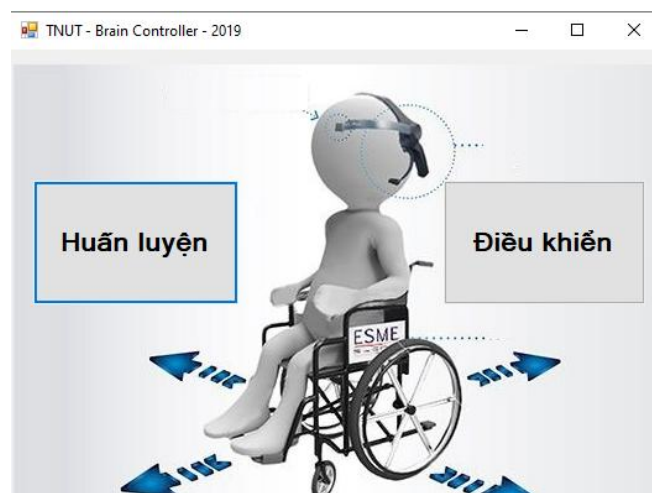 TNUT - Brain Controller - 2019
Huấn luyện
Điều khiển
ESME